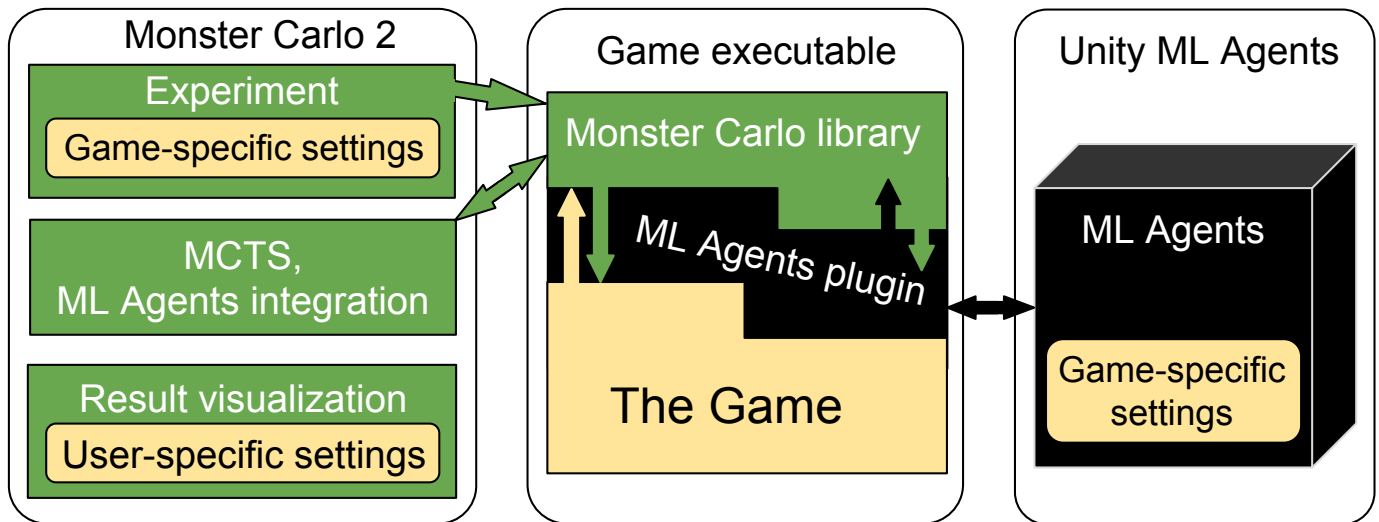 Monster Carlo 2
Experiment
Game-specific settings
MCTS,
ML Agents integration
Result visualization
User-specific settings
Game executable
Monster Carlo library
ML Agents plugin
The Game
Unity ML Agents
ML Agents
Game-specific
settings